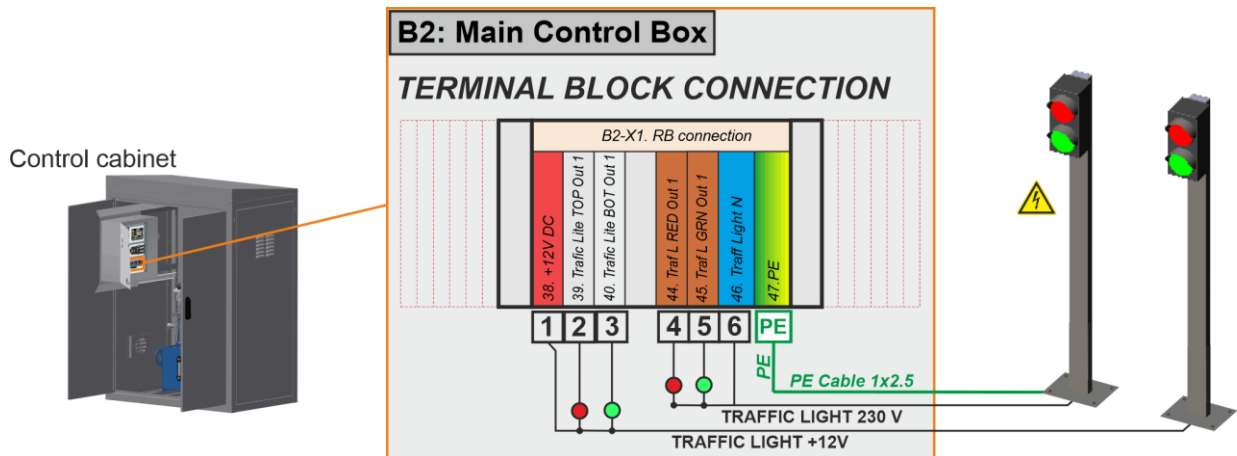 B2: Main Control Box
TERMINAL BLOCK CONNECTION
Control cabinet
B2-X1. RB connection
38. +12V DC
39. Trafic Lite TOP Out 1
40. Trafic Lite BOT Out 1
44. Traf L RED Out 1
45. Traf L GRN Out 1
46. Traff Light N
47.PE
1 2 3 4 5 6 PE
PE
PE Cable 1x2.5
TRAFFIC LIGHT 230 V
TRAFFIC LIGHT +12V